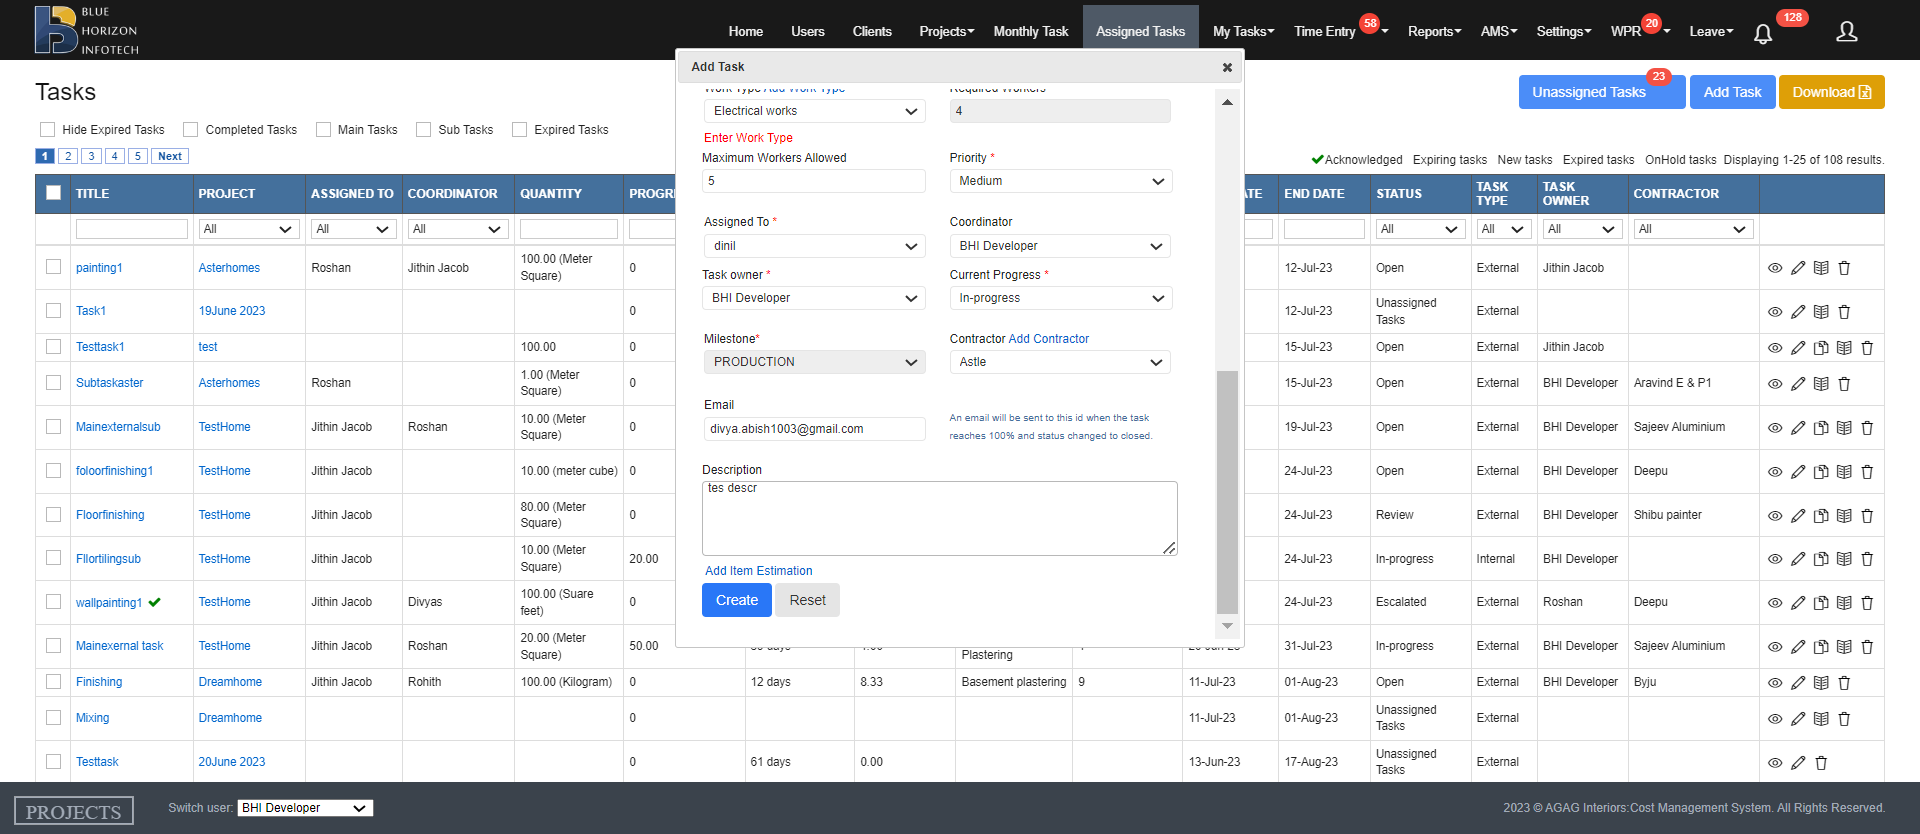 BLUE
HORIZON
INFOTECH
Home Users Clients Projects Monthly Task Assigned Tasks My Tasks Time Entry 58 Reports AMS Settings WPR 20 Leave 128
Add Task
Tasks
Unassigned Tasks 23 Add Task Download
Hide Expired Tasks Completed Tasks Main Tasks Sub Tasks Expired Tasks
1 2 3 4 5 Next
Acknowledged Expiring tasks New tasks Expired tasks OnHold tasks Displaying 1-25 of 108 results.
Work Type Add Work Type Required Workers
Electrical works 4
Enter Work Type
Maximum Workers Allowed Priority *
5 Medium
Assigned To * Coordinator
dinil BHI Developer
Task owner * Current Progress *
BHI Developer In-progress
Milestone* Contractor Add Contractor
PRODUCTION Astle
Email
divya.abish1003@gmail.com
An email will be sent to this id when the task
reaches 100% and status changed to closed.
Description
tes descr
Add Item Estimation
Create Reset
TITLE PROJECT ASSIGNED TO COORDINATOR QUANTITY END DATE STATUS TASK TYPE TASK OWNER CONTRACTOR
All All All All All All All
painting1 Asterhomes Roshan Jithin Jacob 100.00 (Meter Square) 0 12-Jul-23 Open External Jithin Jacob
Task1 19June 2023 0 12-Jul-23 Unassigned Tasks External
Testtask1 test 100.00 0 15-Jul-23 Open External Jithin Jacob
Subtaskaster Asterhomes Roshan 1.00 (Meter Square) 0 15-Jul-23 Open External BHI Developer Aravind E & P1
Mainexternalsub TestHome Jithin Jacob Roshan 10.00 (Meter Square) 0 19-Jul-23 Open External BHI Developer Sajeev Aluminium
foloorfinishing1 TestHome Jithin Jacob 10.00 (meter cube) 0 24-Jul-23 Open External BHI Developer Deepu
Floorfinishing TestHome Jithin Jacob 80.00 (Meter Square) 0 24-Jul-23 Review External BHI Developer Shibu painter
Fllortilingsub TestHome Jithin Jacob 10.00 (Meter Square) 20.00 24-Jul-23 In-progress Internal BHI Developer
wallpainting1 TestHome Jithin Jacob Divyas 100.00 (Suare feet) 0 24-Jul-23 Escalated External Roshan Deepu
Mainexernal task TestHome Jithin Jacob Roshan 20.00 (Meter Square) 50.00 Plastering 31-Jul-23 In-progress External BHI Developer Sajeev Aluminium
Finishing Dreamhome Jithin Jacob Rohith 100.00 (Kilogram) 0 12 days 8.33 Basement plastering 9 11-Jul-23 01-Aug-23 Open External BHI Developer Byju
Mixing Dreamhome 0 11-Jul-23 01-Aug-23 Unassigned Tasks External
Testtask 20June 2023 0 61 days 0.00 13-Jun-23 17-Aug-23 Unassigned Tasks External
PROJECTS Switch user: BHI Developer 2023 © AGAG Interiors:Cost Management System. All Rights Reserved.